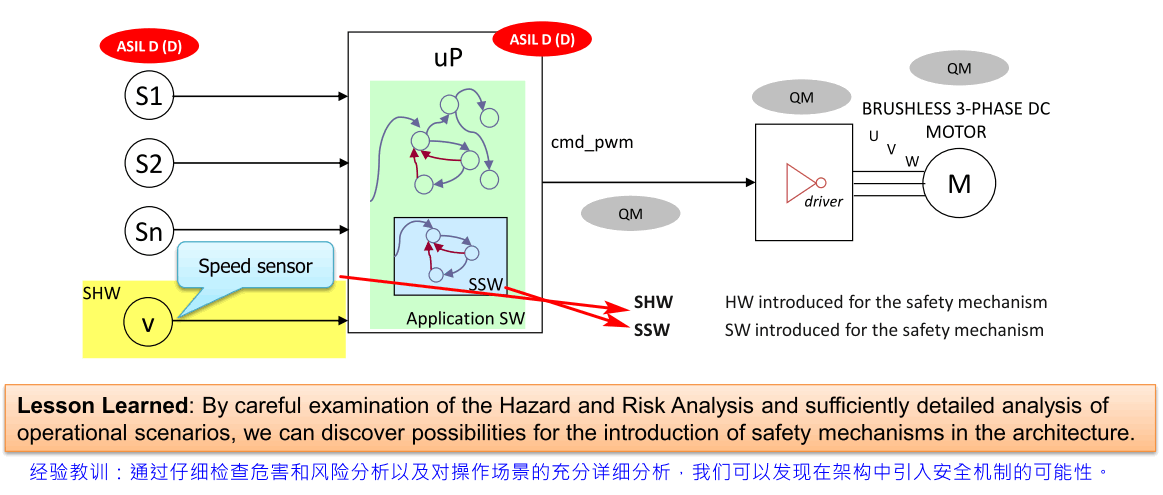 ASIL D (D)
ASIL D (D)
uP
S1
S2
Sn
v
SHW
Speed sensor
SSW
Application SW
cmd_pwm
QM
QM
QM
BRUSHLESS 3-PHASE DC
MOTOR
U
V
W
driver
M
SHW HW introduced for the safety mechanism
SSW SW introduced for the safety mechanism
Lesson Learned: By careful examination of the Hazard and Risk Analysis and sufficiently detailed analysis of
operational scenarios, we can discover possibilities for the introduction of safety mechanisms in the architecture.
经验教训：通过仔细检查危害和风险分析以及对操作场景的充分详细分析，我们可以发现在架构中引入安全机制的可能性。